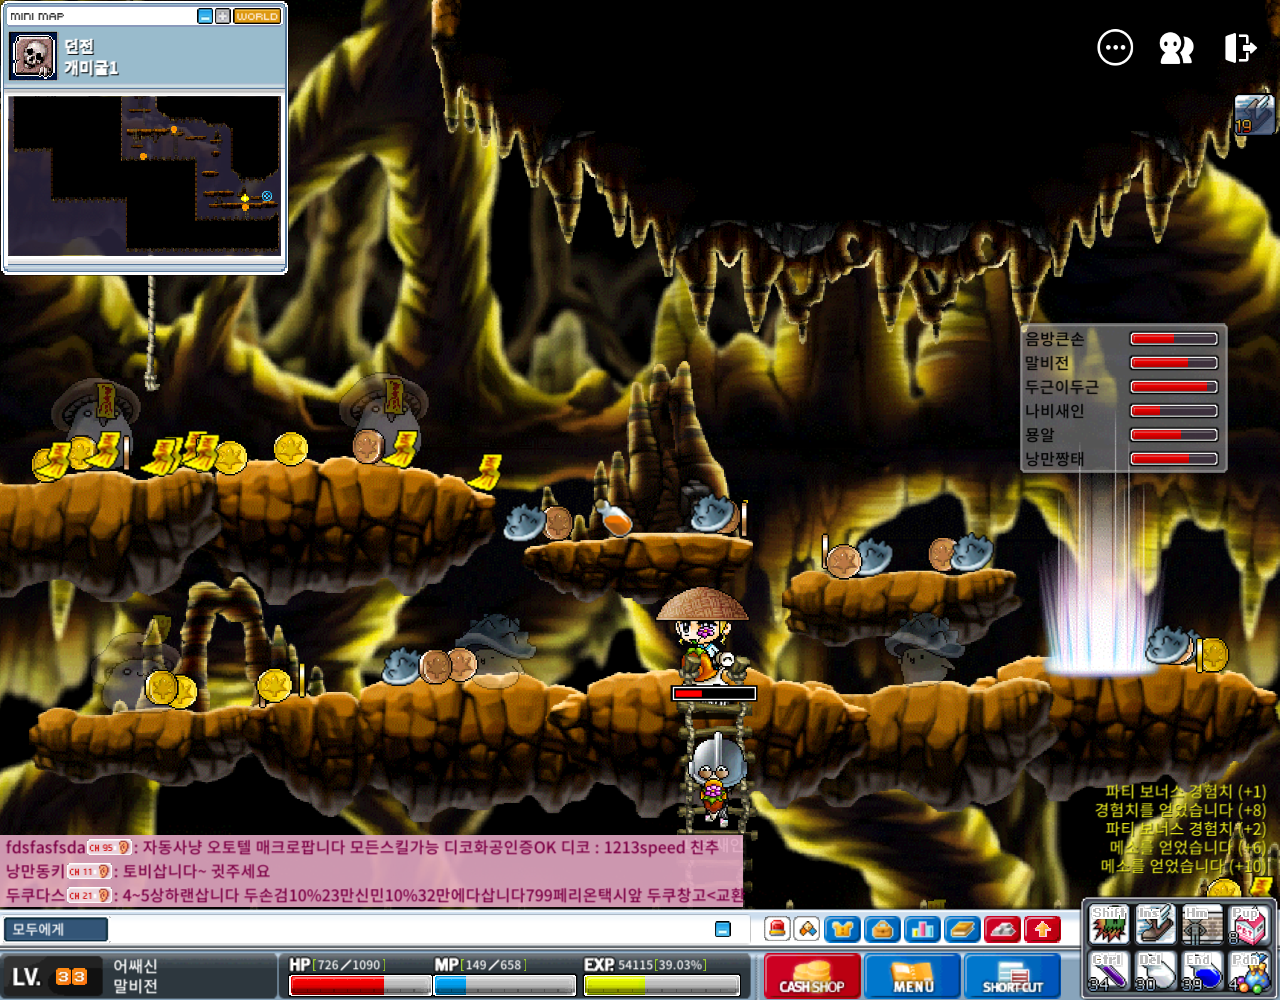 MINI MAP
WORLD
던전
개미굴1
19
음방큰손
말비전
두근이두근
나비새인
묭알
낭만짱태
파티 보너스 경험치 (+1)
경험치를 얻었습니다 (+8)
파티 보너스 경험치 (+2)
메소를 얻었습니다 (+6)
메소를 얻었습니다 (+10)
fdsfasfsda CH 95 : 자동사냥 오토텔 매크로팝니다 모든스킬가능 디코화공인증OK 디코 : 1213speed 친추
낭만동키 CH 11 : 토비삽니다~ 귓주세요
두쿠다스 CH 21 : 4~5상하랜삽니다 두손검10%23만신민10%32만에다삽니다799페리온택시앞 두쿠창고<교환
모두에게
Shift Ins Hm Pup
8
Ctrl Del End Pdn
34 30 39 4
LV. 33
어쌔신
말비전
HP[726/1090] MP[149/658] EXP. 54115[39.03%]
CASH SHOP MENU SHORT CUT